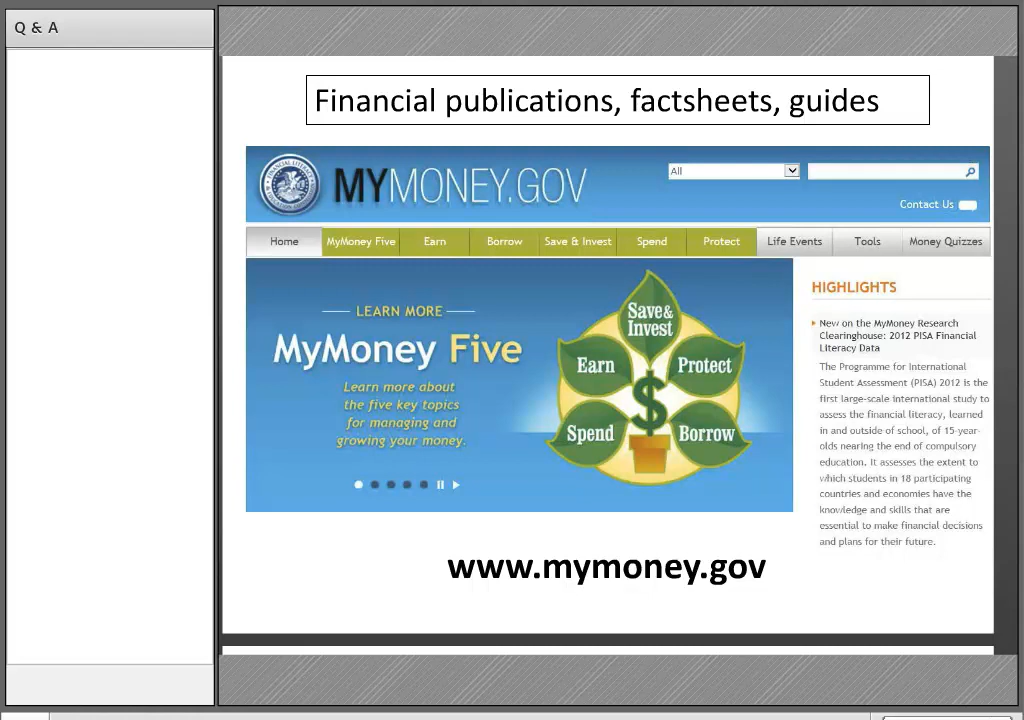 Q & A
Financial publications, factsheets, guides
MYMONEY.GOV
All
Contact Us
Home MyMoney Five Earn Borrow Save & Invest Spend Protect Life Events Tools Money Quizzes
LEARN MORE
MyMoney Five
Learn more about
the five key topics
for managing and
growing your money.
Save &
Invest
Earn
Protect
Spend
Borrow
$
HIGHLIGHTS
New on the MyMoney Research
Clearinghouse: 2012 PISA Financial
Literacy Data
The Programme for International
Student Assessment (PISA) 2012 is the
first large-scale international study to
assess the financial literacy, learned
in and outside of school, of 15-year-
olds nearing the end of compulsory
education. It assesses the extent to
which students in 18 participating
countries and economies have the
knowledge and skills that are
essential to make financial decisions
and plans for their future.
www.mymoney.gov